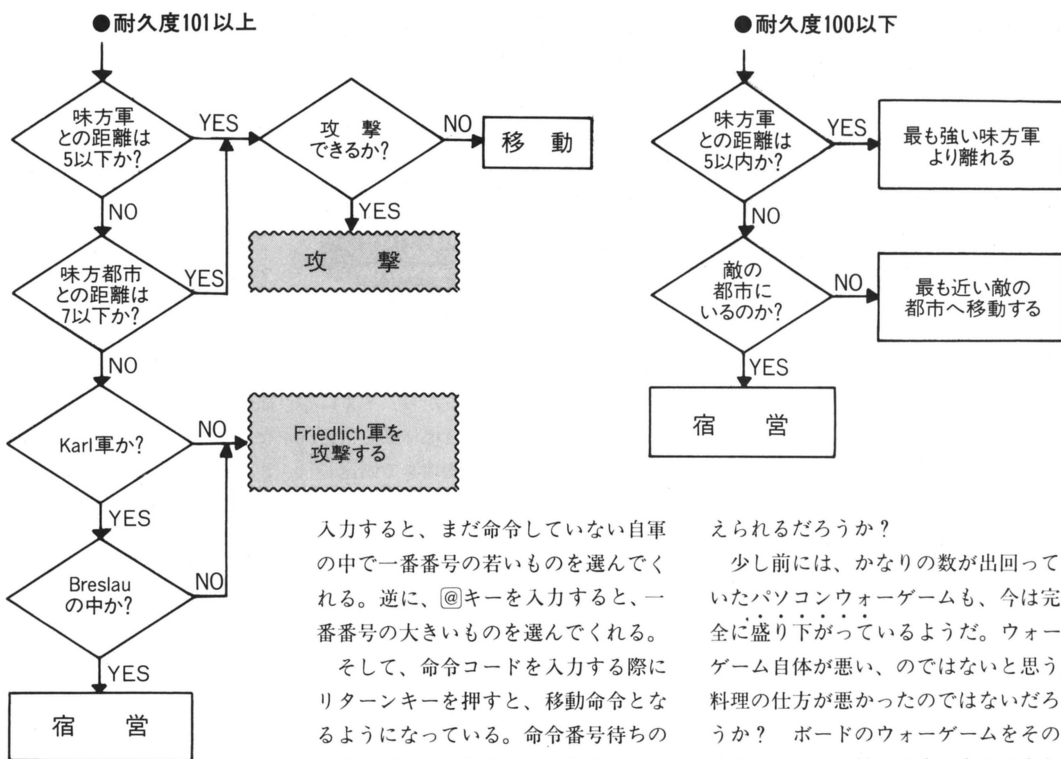 ●耐久度101以上
味方軍
との距離は
5以下か?
YES
攻　撃
できるか?
NO
移　動
NO
YES
攻　　撃
味方都市
との距離は
7以下か?
YES
NO
Karl軍か?
NO
Friedlich軍を
攻撃する
YES
Breslau
の中か?
NO
YES
宿　　営
●耐久度100以下
味方軍
との距離は
5以内か?
YES
最も強い味方軍
より離れる
NO
敵の
都市に
いるのか?
NO
最も近い敵の
都市へ移動する
YES
宿　　営
入力すると、まだ命令していない自軍
の中で一番番号の若いものを選んでく
れる。逆に、@キーを入力すると、一
番番号の大きいものを選んでくれる。
　そして、命令コードを入力する際に
リターンキーを押すと、移動命令とな
るようになっている。命令番号待ちの
えられるだろうか?
　少し前には、かなりの数が出回って
いたパソコンウォーゲームも、今は完
全に盛り下がっているようだ。ウォー
ゲーム自体が悪い、のではないと思う
料理の仕方が悪かったのではないだろ
うか?　ボードのウォーゲームをその